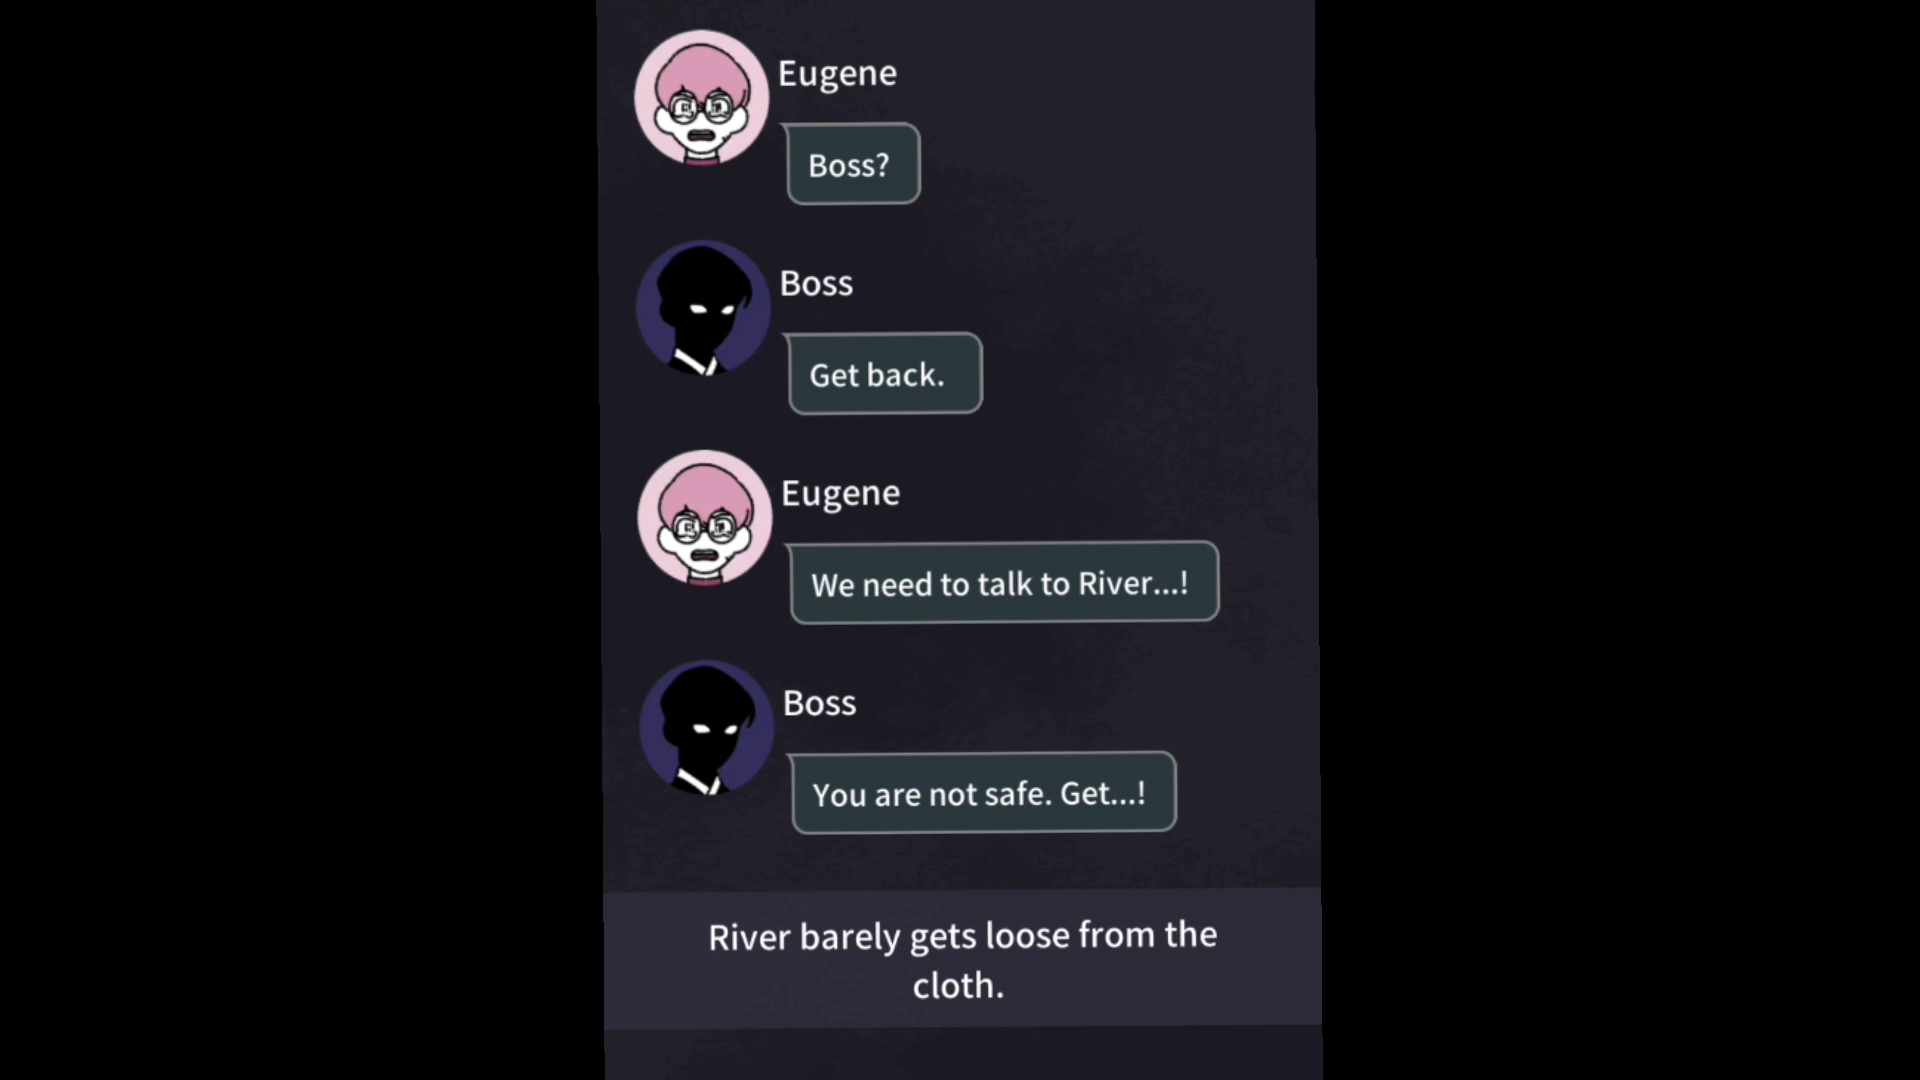 Eugene
Boss?
Boss
Get back.
Eugene
We need to talk to River...!
Boss
You are not safe. Get...!
River barely gets loose from the
cloth.